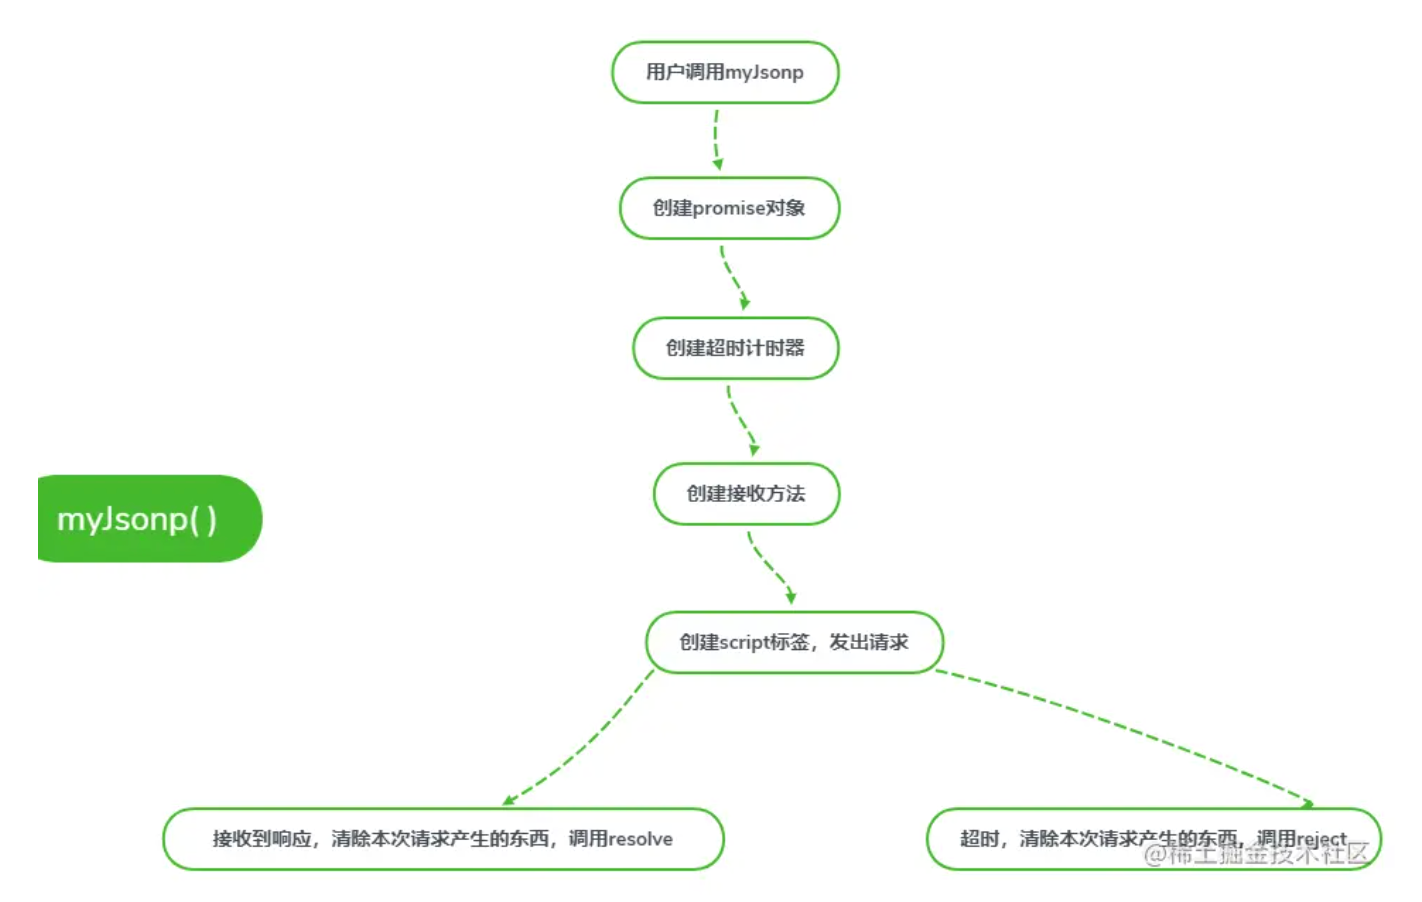 用户调用myJsonp
创建promise对象
创建超时计时器
创建接收方法
myJsonp( )
创建script标签，发出请求
接收到响应，清除本次请求产生的东西，调用resolve
超时，清除本次请求产生的东西，调用reject
@稀土掘金技术社区